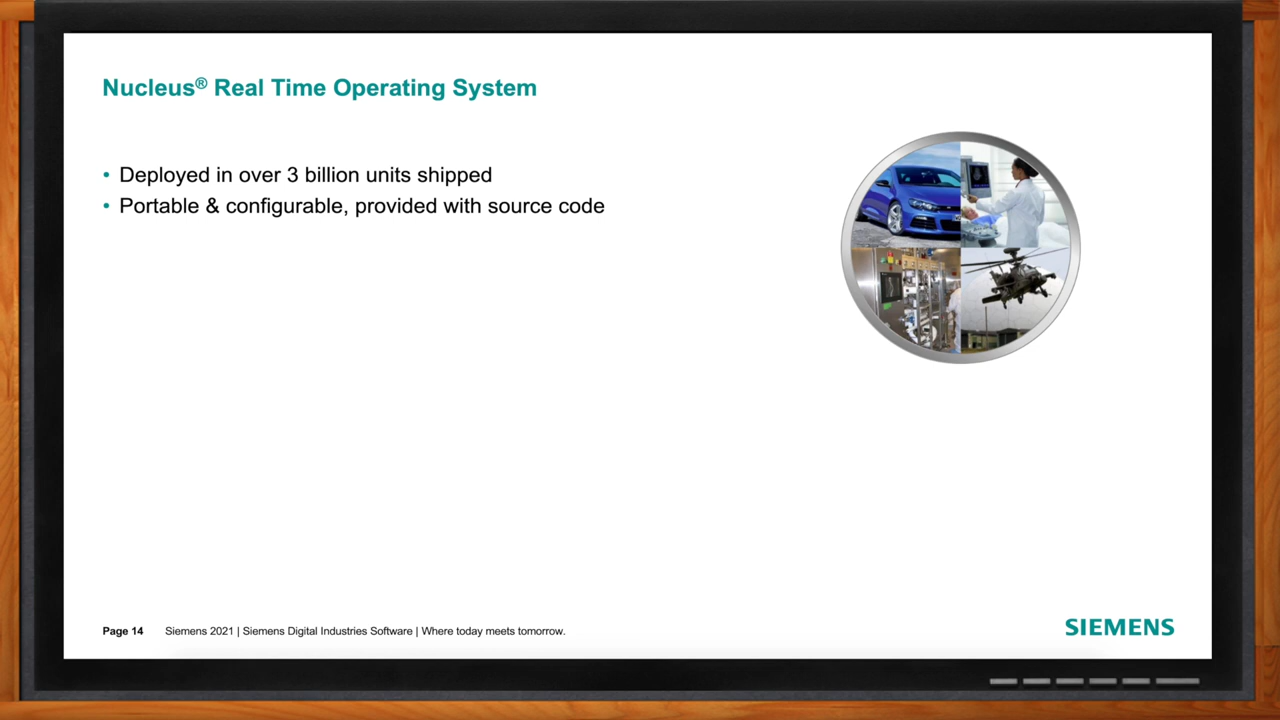 Nucleus® Real Time Operating System
• Deployed in over 3 billion units shipped
• Portable & configurable, provided with source code
Page 14 Siemens 2021 | Siemens Digital Industries Software | Where today meets tomorrow.
SIEMENS